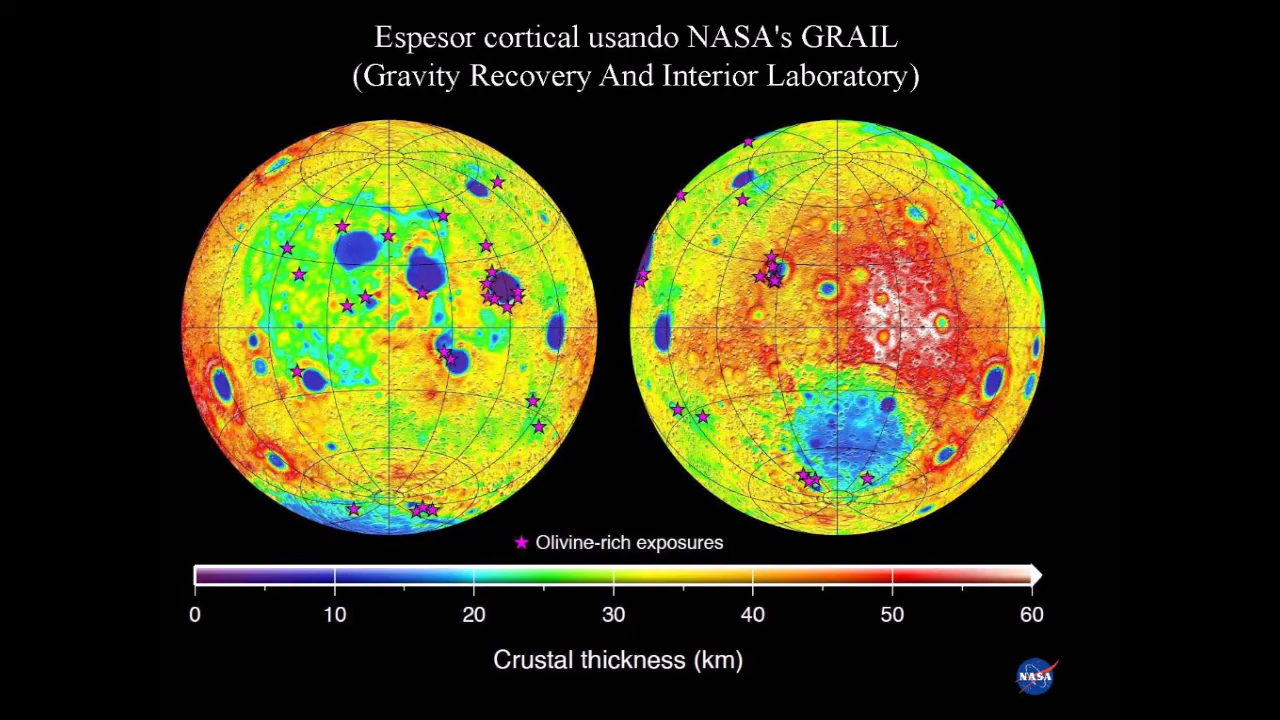 Espesor cortical usando NASA's GRAIL
(Gravity Recovery And Interior Laboratory)
★ Olivine-rich exposures
0 10 20 30 40 50 60
Crustal thickness (km)
NASA